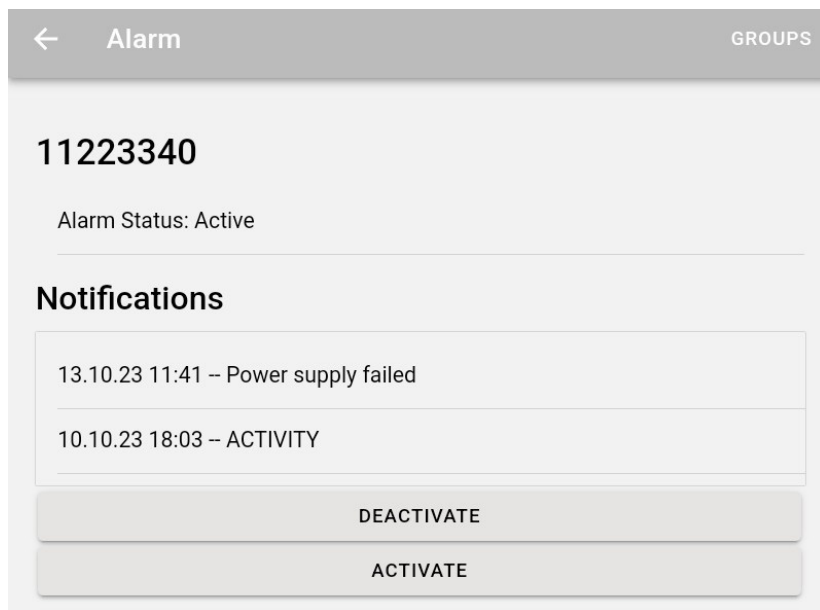 Alarm
GROUPS
11223340
Alarm Status: Active
Notifications
13.10.23 11:41 -- Power supply failed
10.10.23 18:03 -- ACTIVITY
DEACTIVATE
ACTIVATE